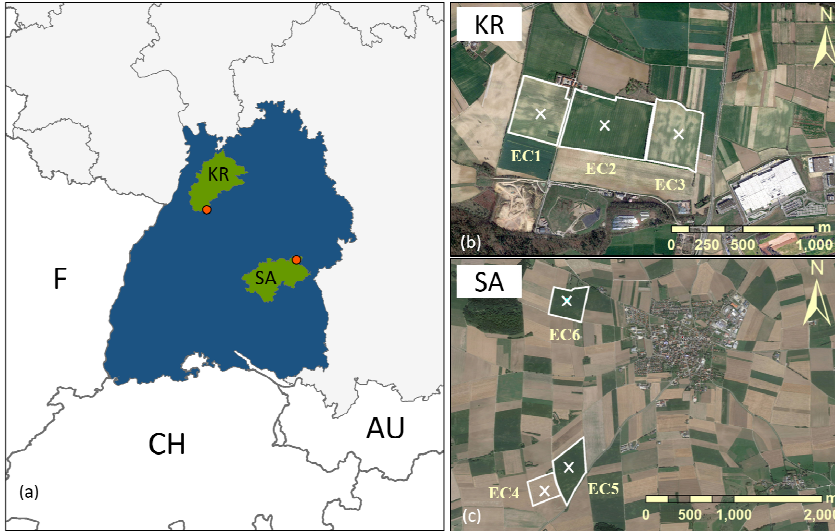 KR
SA
F
CH
AU
(a)
KR
N
EC1
EC2
EC3
m
0 250 500 1,000
(b)
SA
N
EC6
EC4
EC5
m
0 500 1,000 2,000
(c)